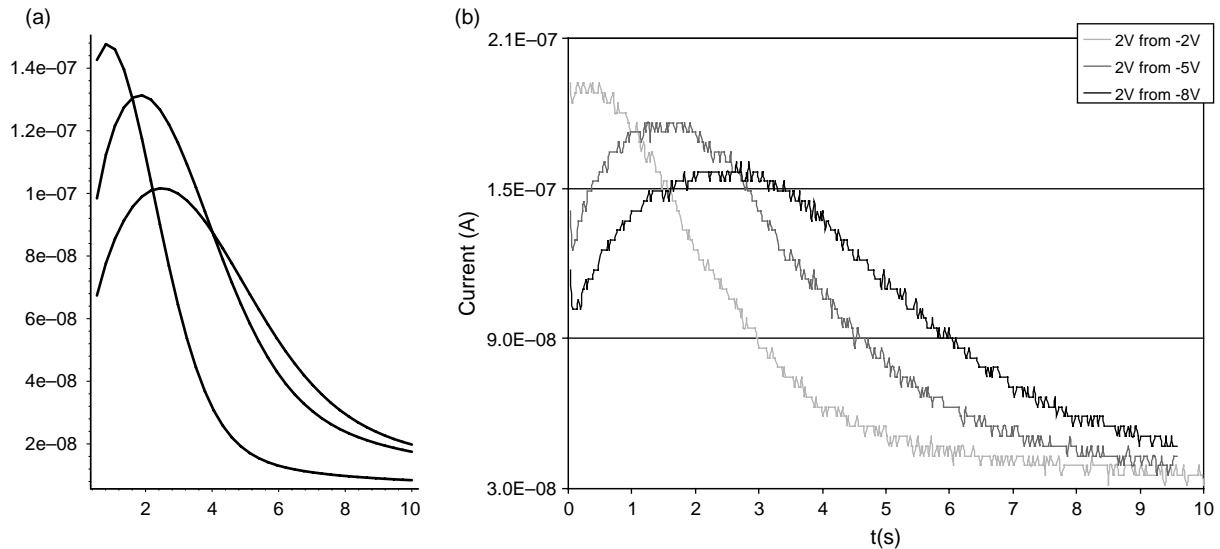 (a)
1.4e–07
1.2e–07
1e–07
8e–08
6e–08
4e–08
2e–08
2 4 6 8 10
(b)
2.1E–07
1.5E–07
9.0E–08
3.0E–08
Current (A)
2V from -2V
2V from -5V
2V from -8V
0 1 2 3 4 5 6 7 8 9 10
t(s)